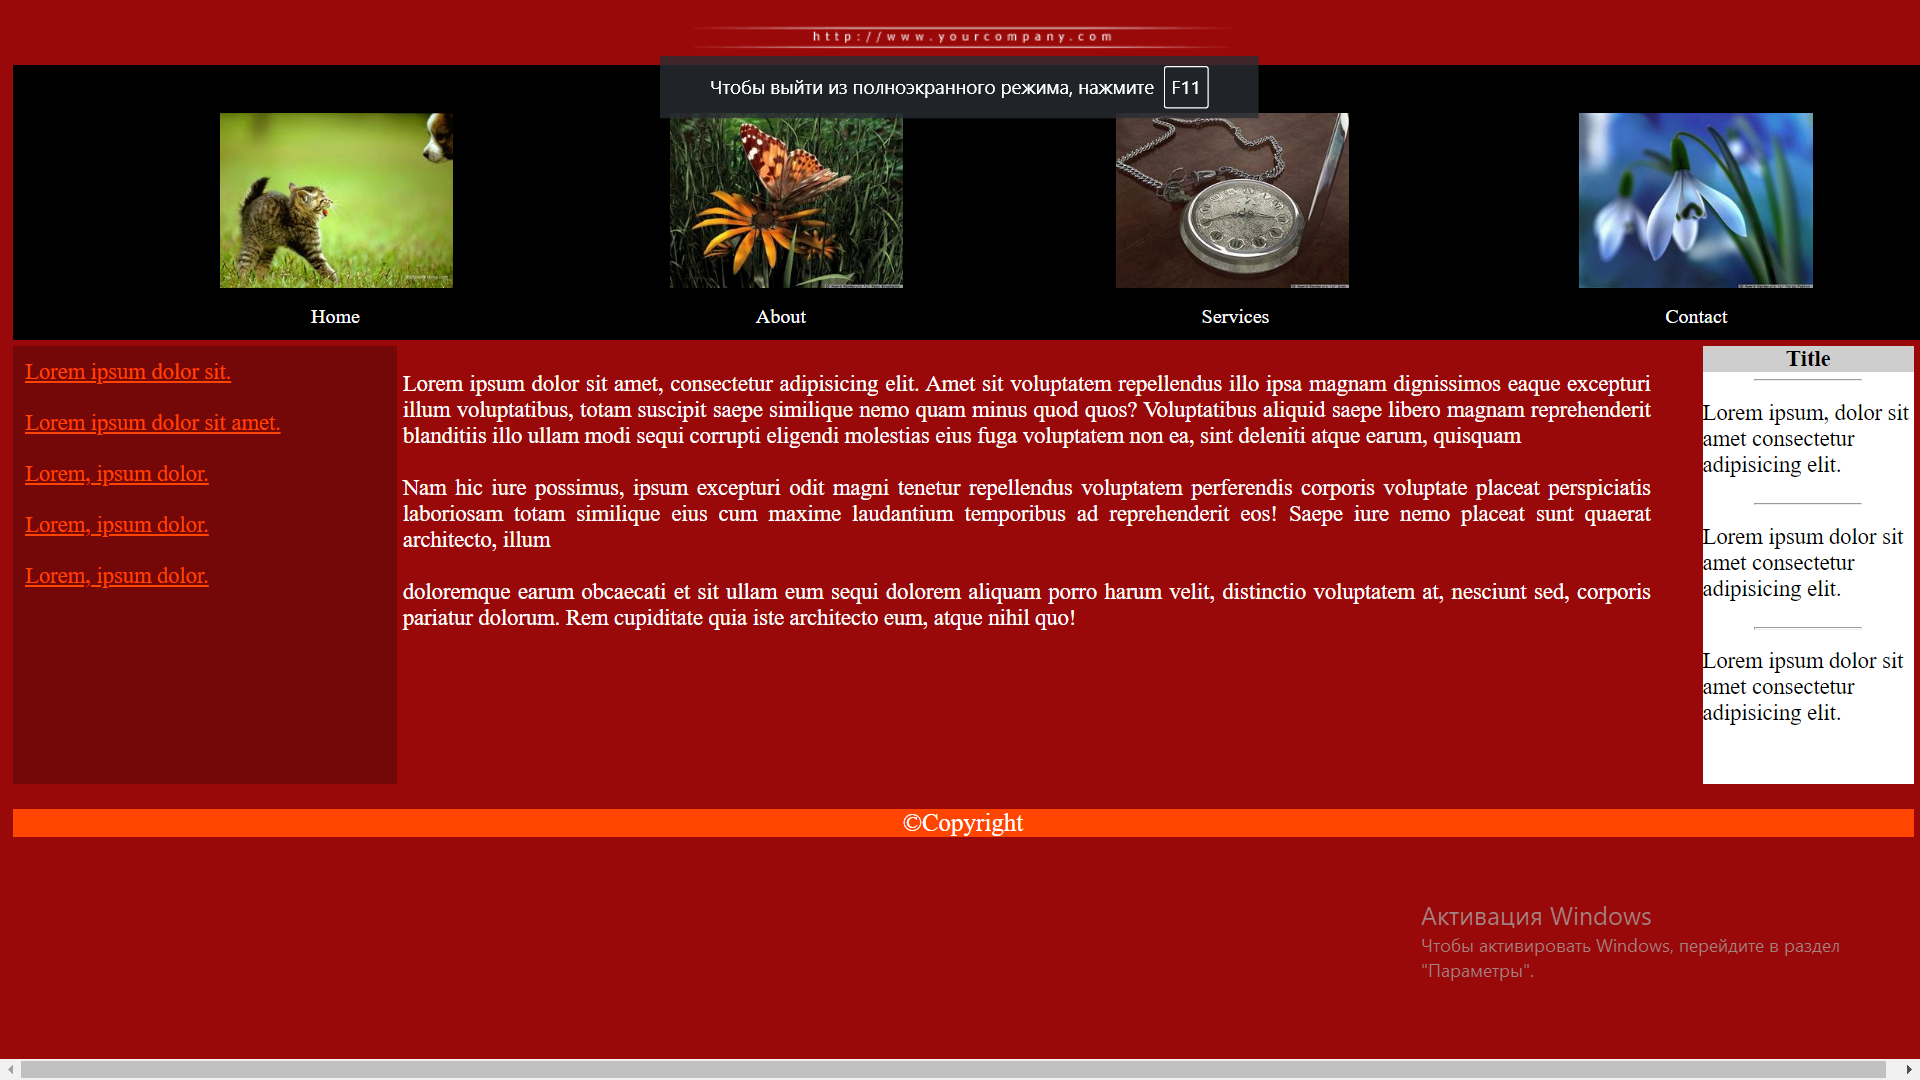 http://www.yourcompany.com
Чтобы выйти из полноэкранного режима, нажмите F11
Home
About
Services
Contact
Lorem ipsum dolor sit.
Lorem ipsum dolor sit amet.
Lorem, ipsum dolor.
Lorem, ipsum dolor.
Lorem, ipsum dolor.
Lorem ipsum dolor sit amet, consectetur adipisicing elit. Amet sit voluptatem repellendus illo ipsa magnam dignissimos eaque excepturi
illum voluptatibus, totam suscipit saepe similique nemo quam minus quod quos? Voluptatibus aliquid saepe libero magnam reprehenderit
blanditiis illo ullam modi sequi corrupti eligendi molestias eius fuga voluptatem non ea, sint deleniti atque earum, quisquam
Nam hic iure possimus, ipsum excepturi odit magni tenetur repellendus voluptatem perferendis corporis voluptate placeat perspiciatis
laboriosam totam similique eius cum maxime laudantium temporibus ad reprehenderit eos! Saepe iure nemo placeat sunt quaerat
architecto, illum
doloremque earum obcaecati et sit ullam eum sequi dolorem aliquam porro harum velit, distinctio voluptatem at, nesciunt sed, corporis
pariatur dolorum. Rem cupiditate quia iste architecto eum, atque nihil quo!
Title
Lorem ipsum, dolor sit
amet consectetur
adipisicing elit.
Lorem ipsum dolor sit
amet consectetur
adipisicing elit.
Lorem ipsum dolor sit
amet consectetur
adipisicing elit.
©Copyright
Активация Windows
Чтобы активировать Windows, перейдите в раздел
"Параметры".